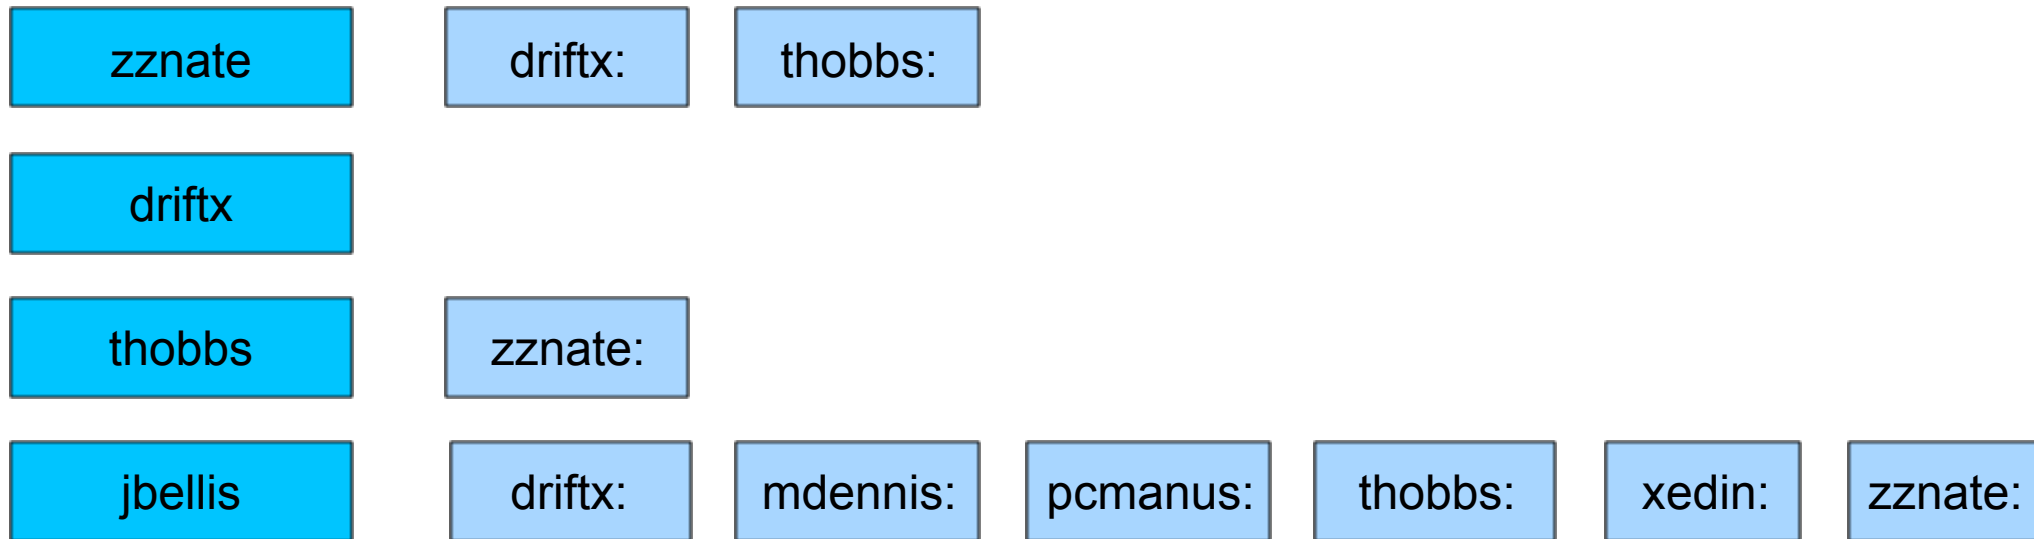 zznate driftx: thobbs:
driftx
thobbs zznate:
jbellis driftx: mdennis: pcmanus: thobbs: xedin: zznate: